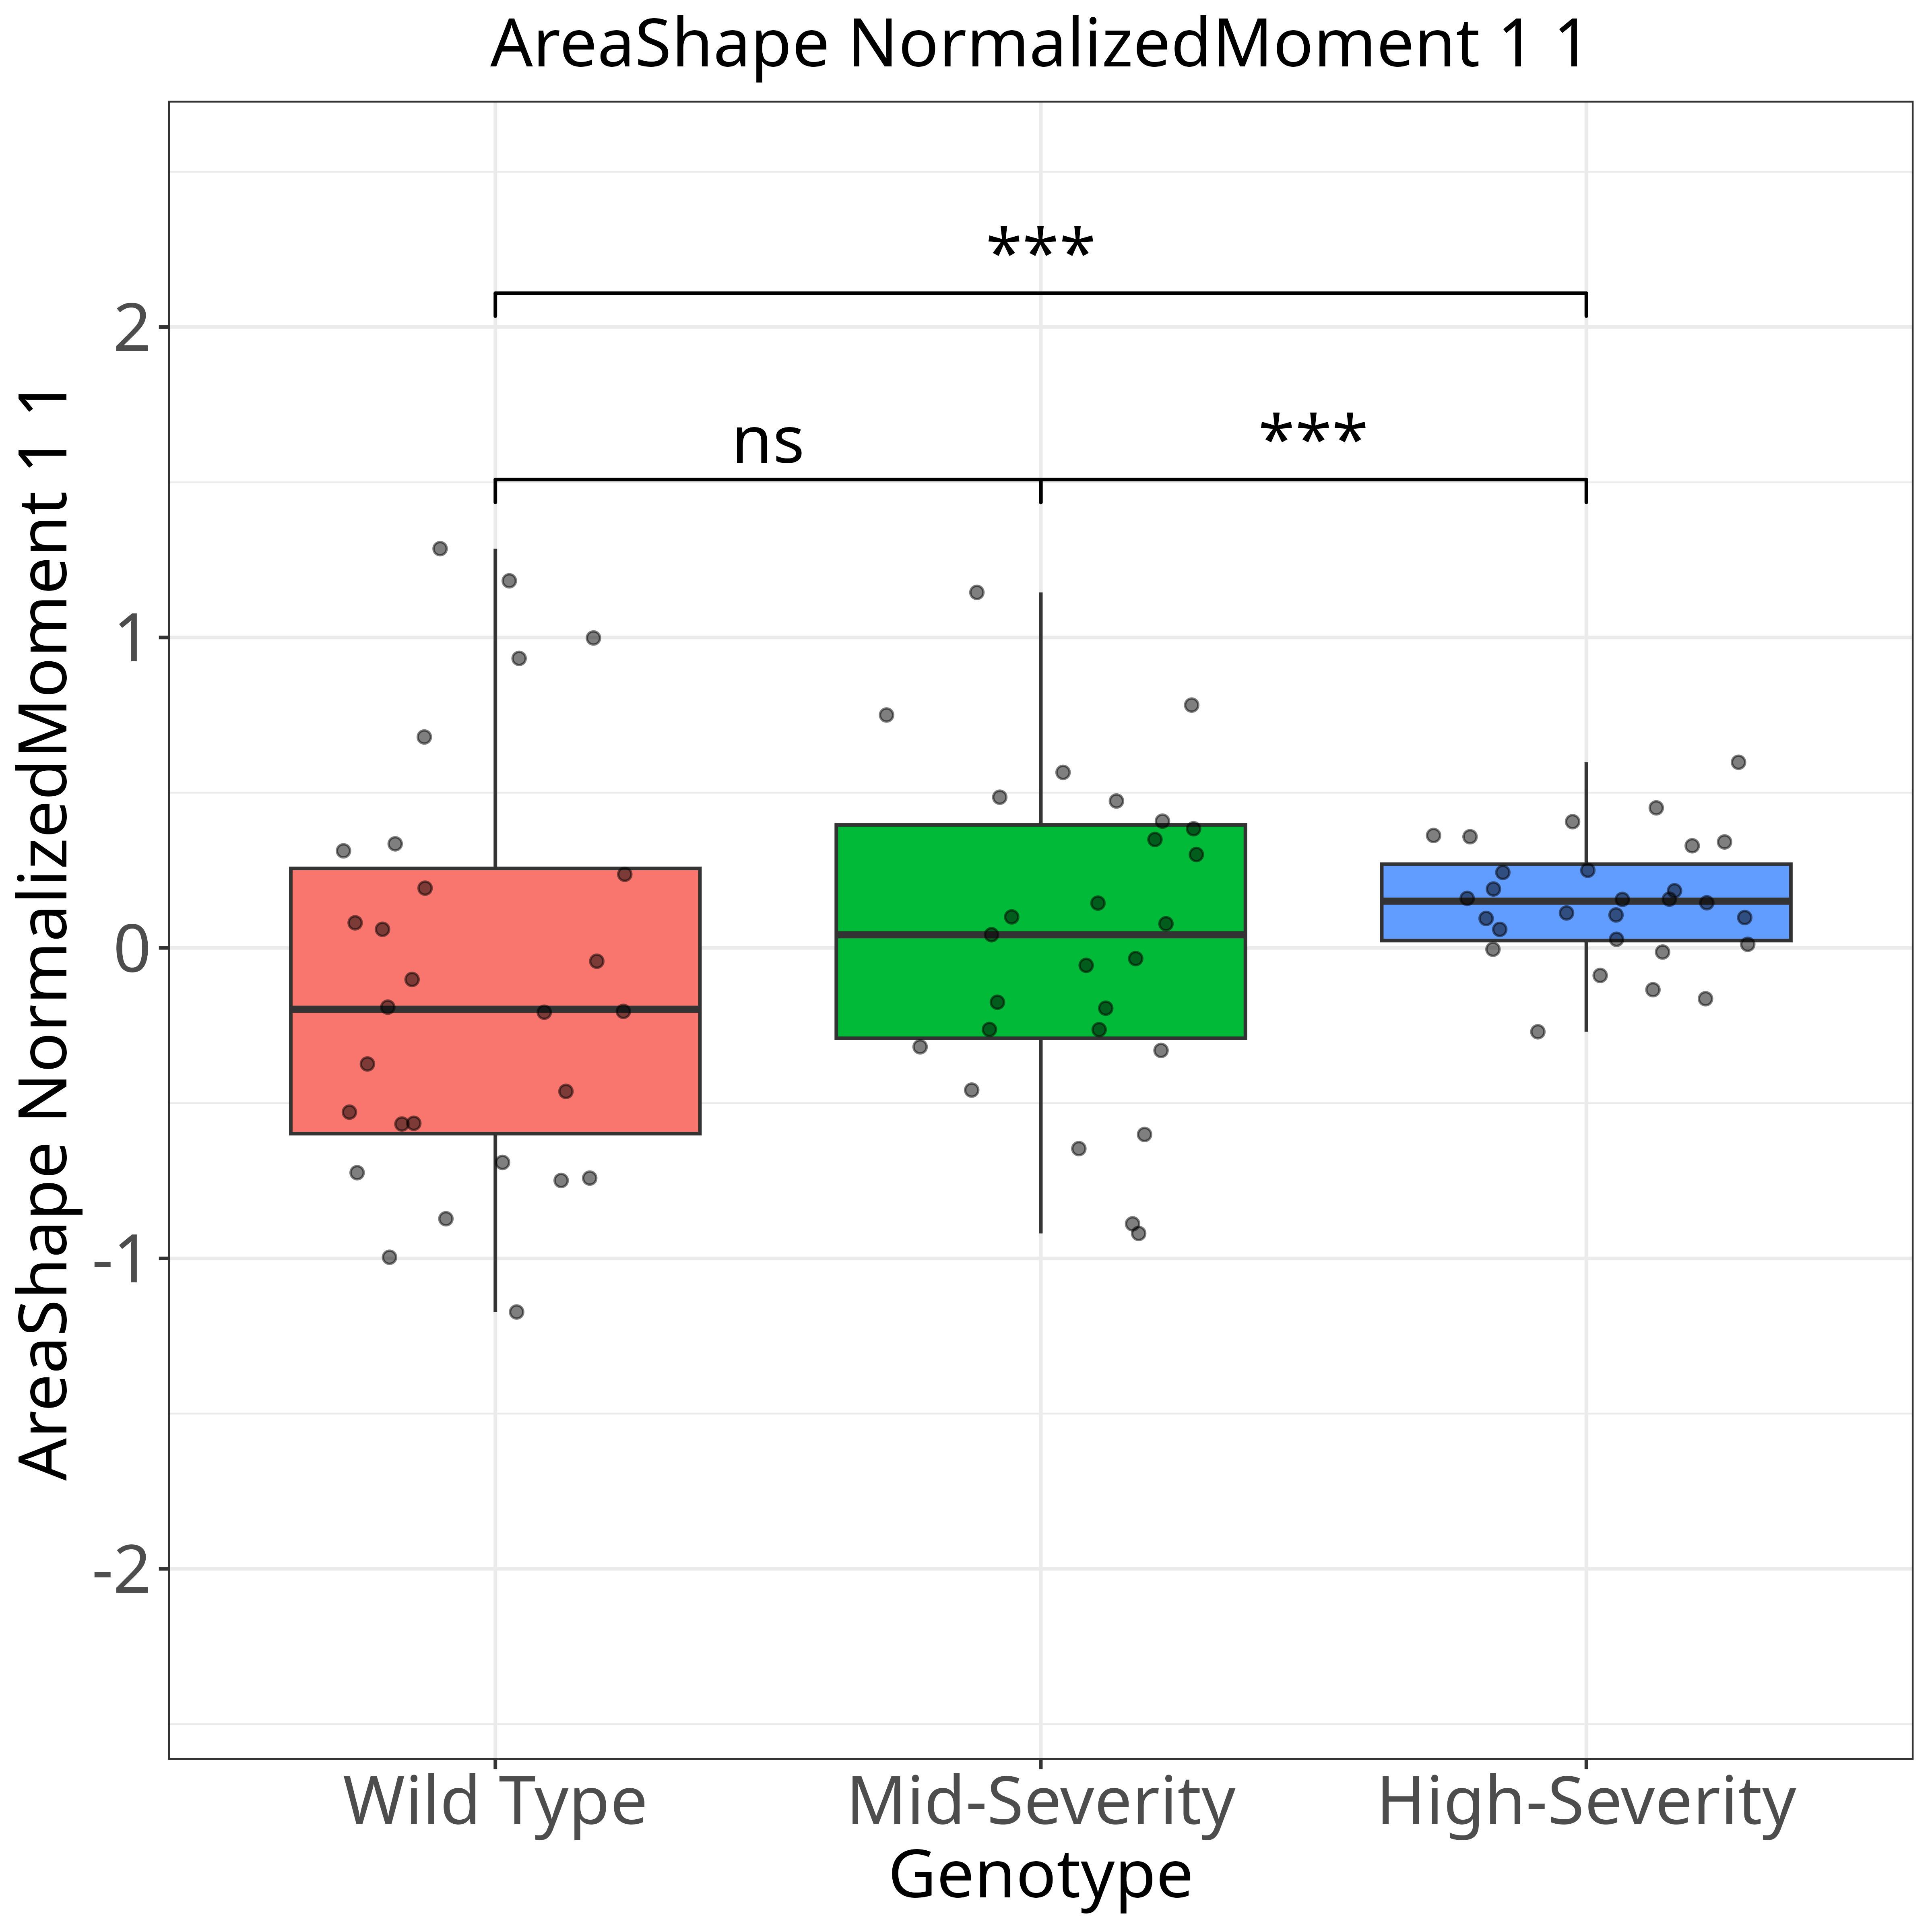 AreaShape NormalizedMoment 1 1
AreaShape NormalizedMoment 1 1
***
ns
***
2
1
0
-1
-2
Wild Type
Mid-Severity
High-Severity
Genotype